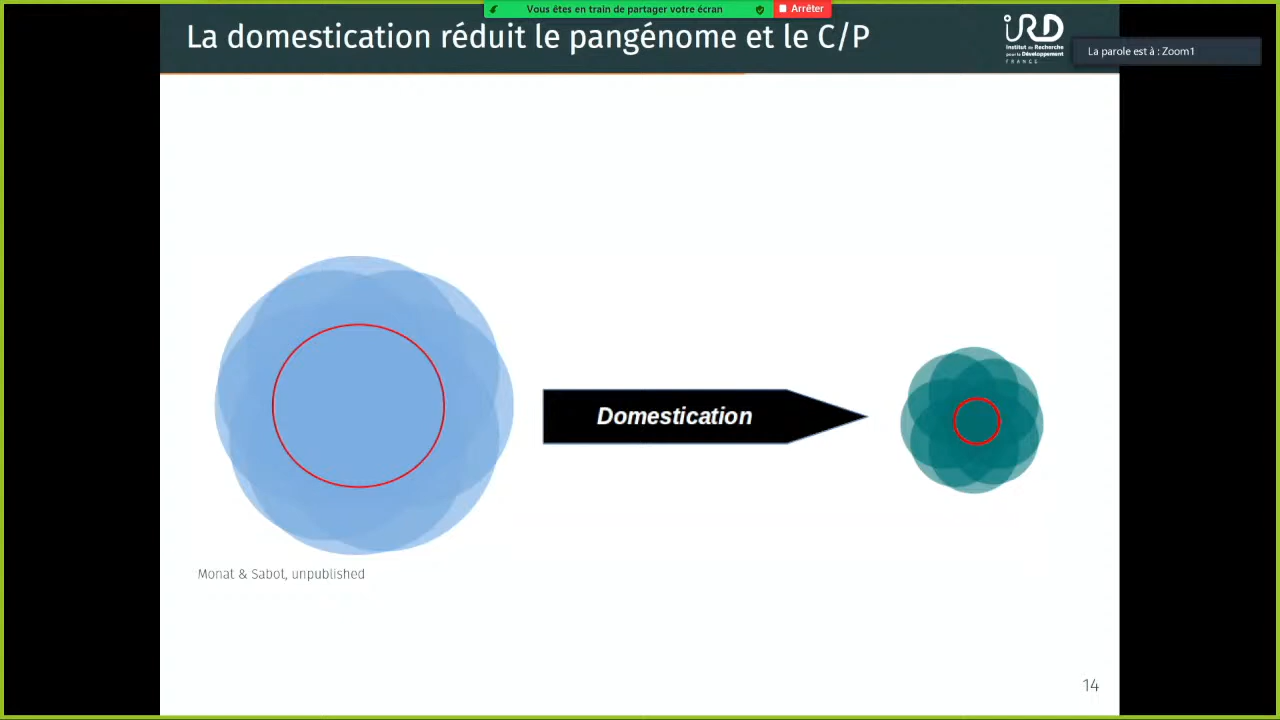 Vous êtes en train de partager votre écran
Arrêter
La domestication réduit le pangénome et le C/P
iRD
Institut de Recherche
pour le Développement
FRANCE
La parole est à : Zoom1
Domestication
Monat & Sabot, unpublished
14